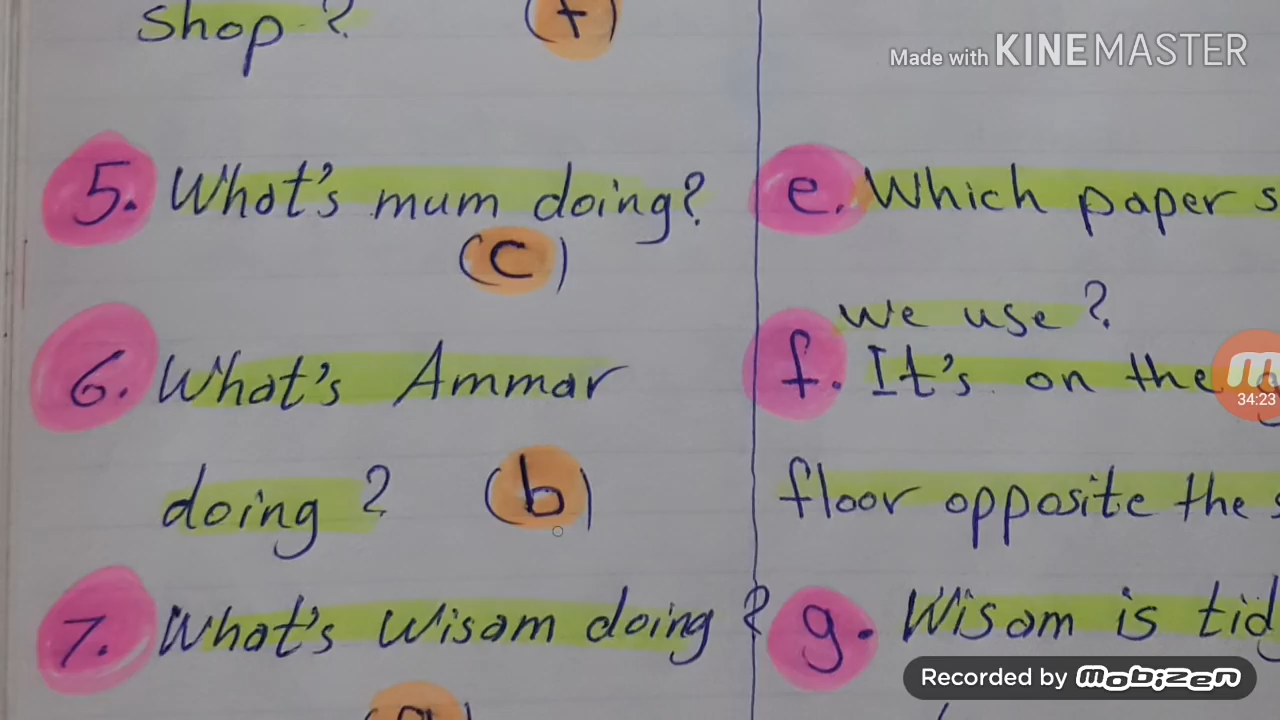 shop ?
(f)
Made with KINEMASTER
5. What's mum doing?
(c)
6. What's Ammar
doing ? (b)
7. What's Wisam doing ?
e. Which paper s
we use ?
f. It's on the g
floor opposite the s
g. Wisam is tid
34:23
Recorded by mobizen